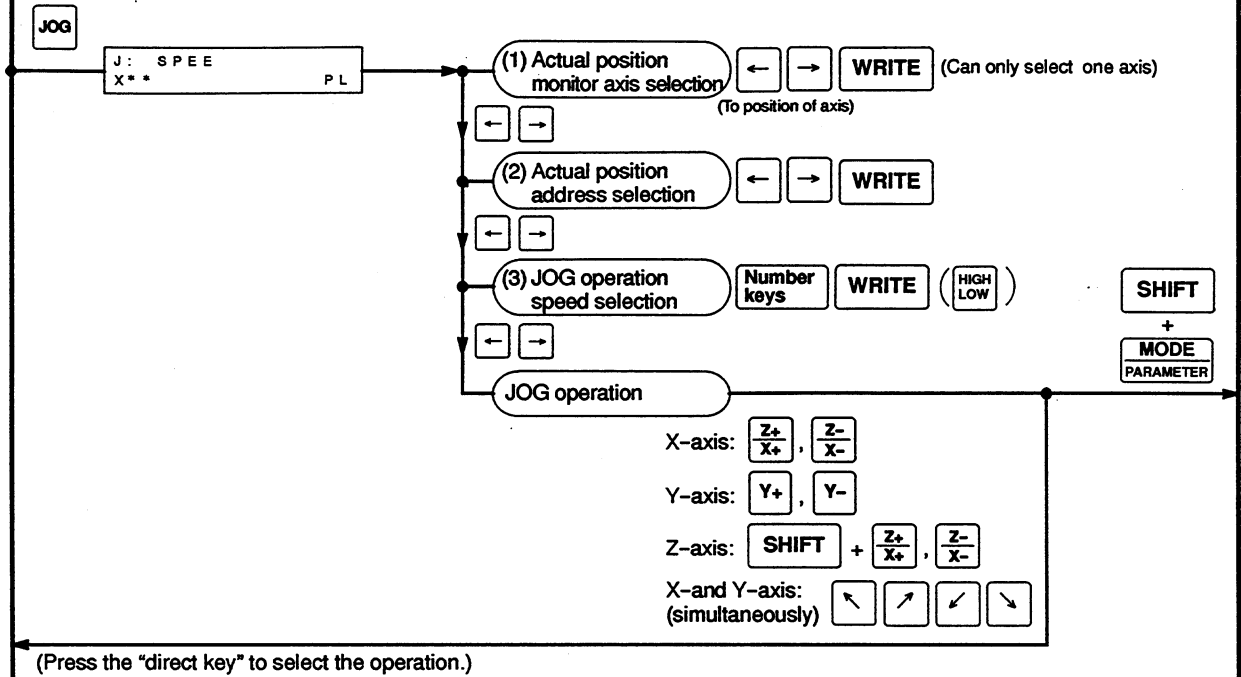 JOG
J: SPEE
X** PL
(1) Actual position
monitor axis selection
← → WRITE (Can only select one axis)
(To position of axis)
← →
(2) Actual position
address selection
← → WRITE
← →
(3) JOG operation
speed selection
Number
keys
WRITE
(HIGH
LOW)
← →
SHIFT
+
MODE
PARAMETER
JOG operation
X-axis: Z+/X+, Z-/X-
Y-axis: Y+, Y-
Z-axis: SHIFT + Z+/X+, Z-/X-
X-and Y-axis:
(simultaneously) ↖ ↗ ↙ ↘
(Press the “direct key” to select the operation.)